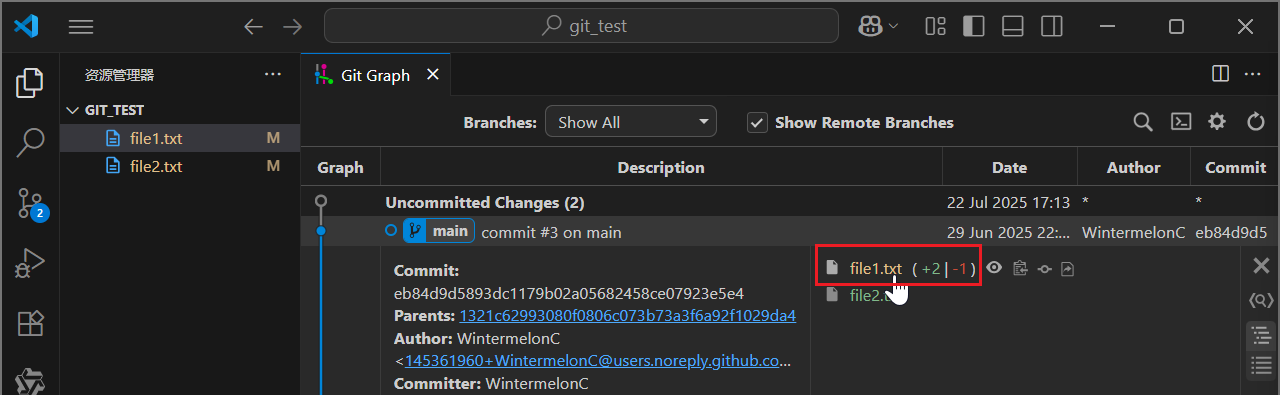 git_test
资源管理器
Git Graph
GIT_TEST
file1.txt M
file2.txt M
2
Branches: Show All Show Remote Branches
Graph Description Date Author Commit
Uncommitted Changes (2) 22 Jul 2025 17:13 * *
main commit #3 on main 29 Jun 2025 22:... WintermelonC eb84d9d5
Commit:
eb84d9d5893dc1179b02a05682458ce07923e5e4
Parents: 1321c62993080f0806c073b73a3f6a92f1029da4
Author: WintermelonC
<145361960+WintermelonC@users.noreply.github.co...
Committer: WintermelonC
file1.txt ( +2 | -1 )
file2.t